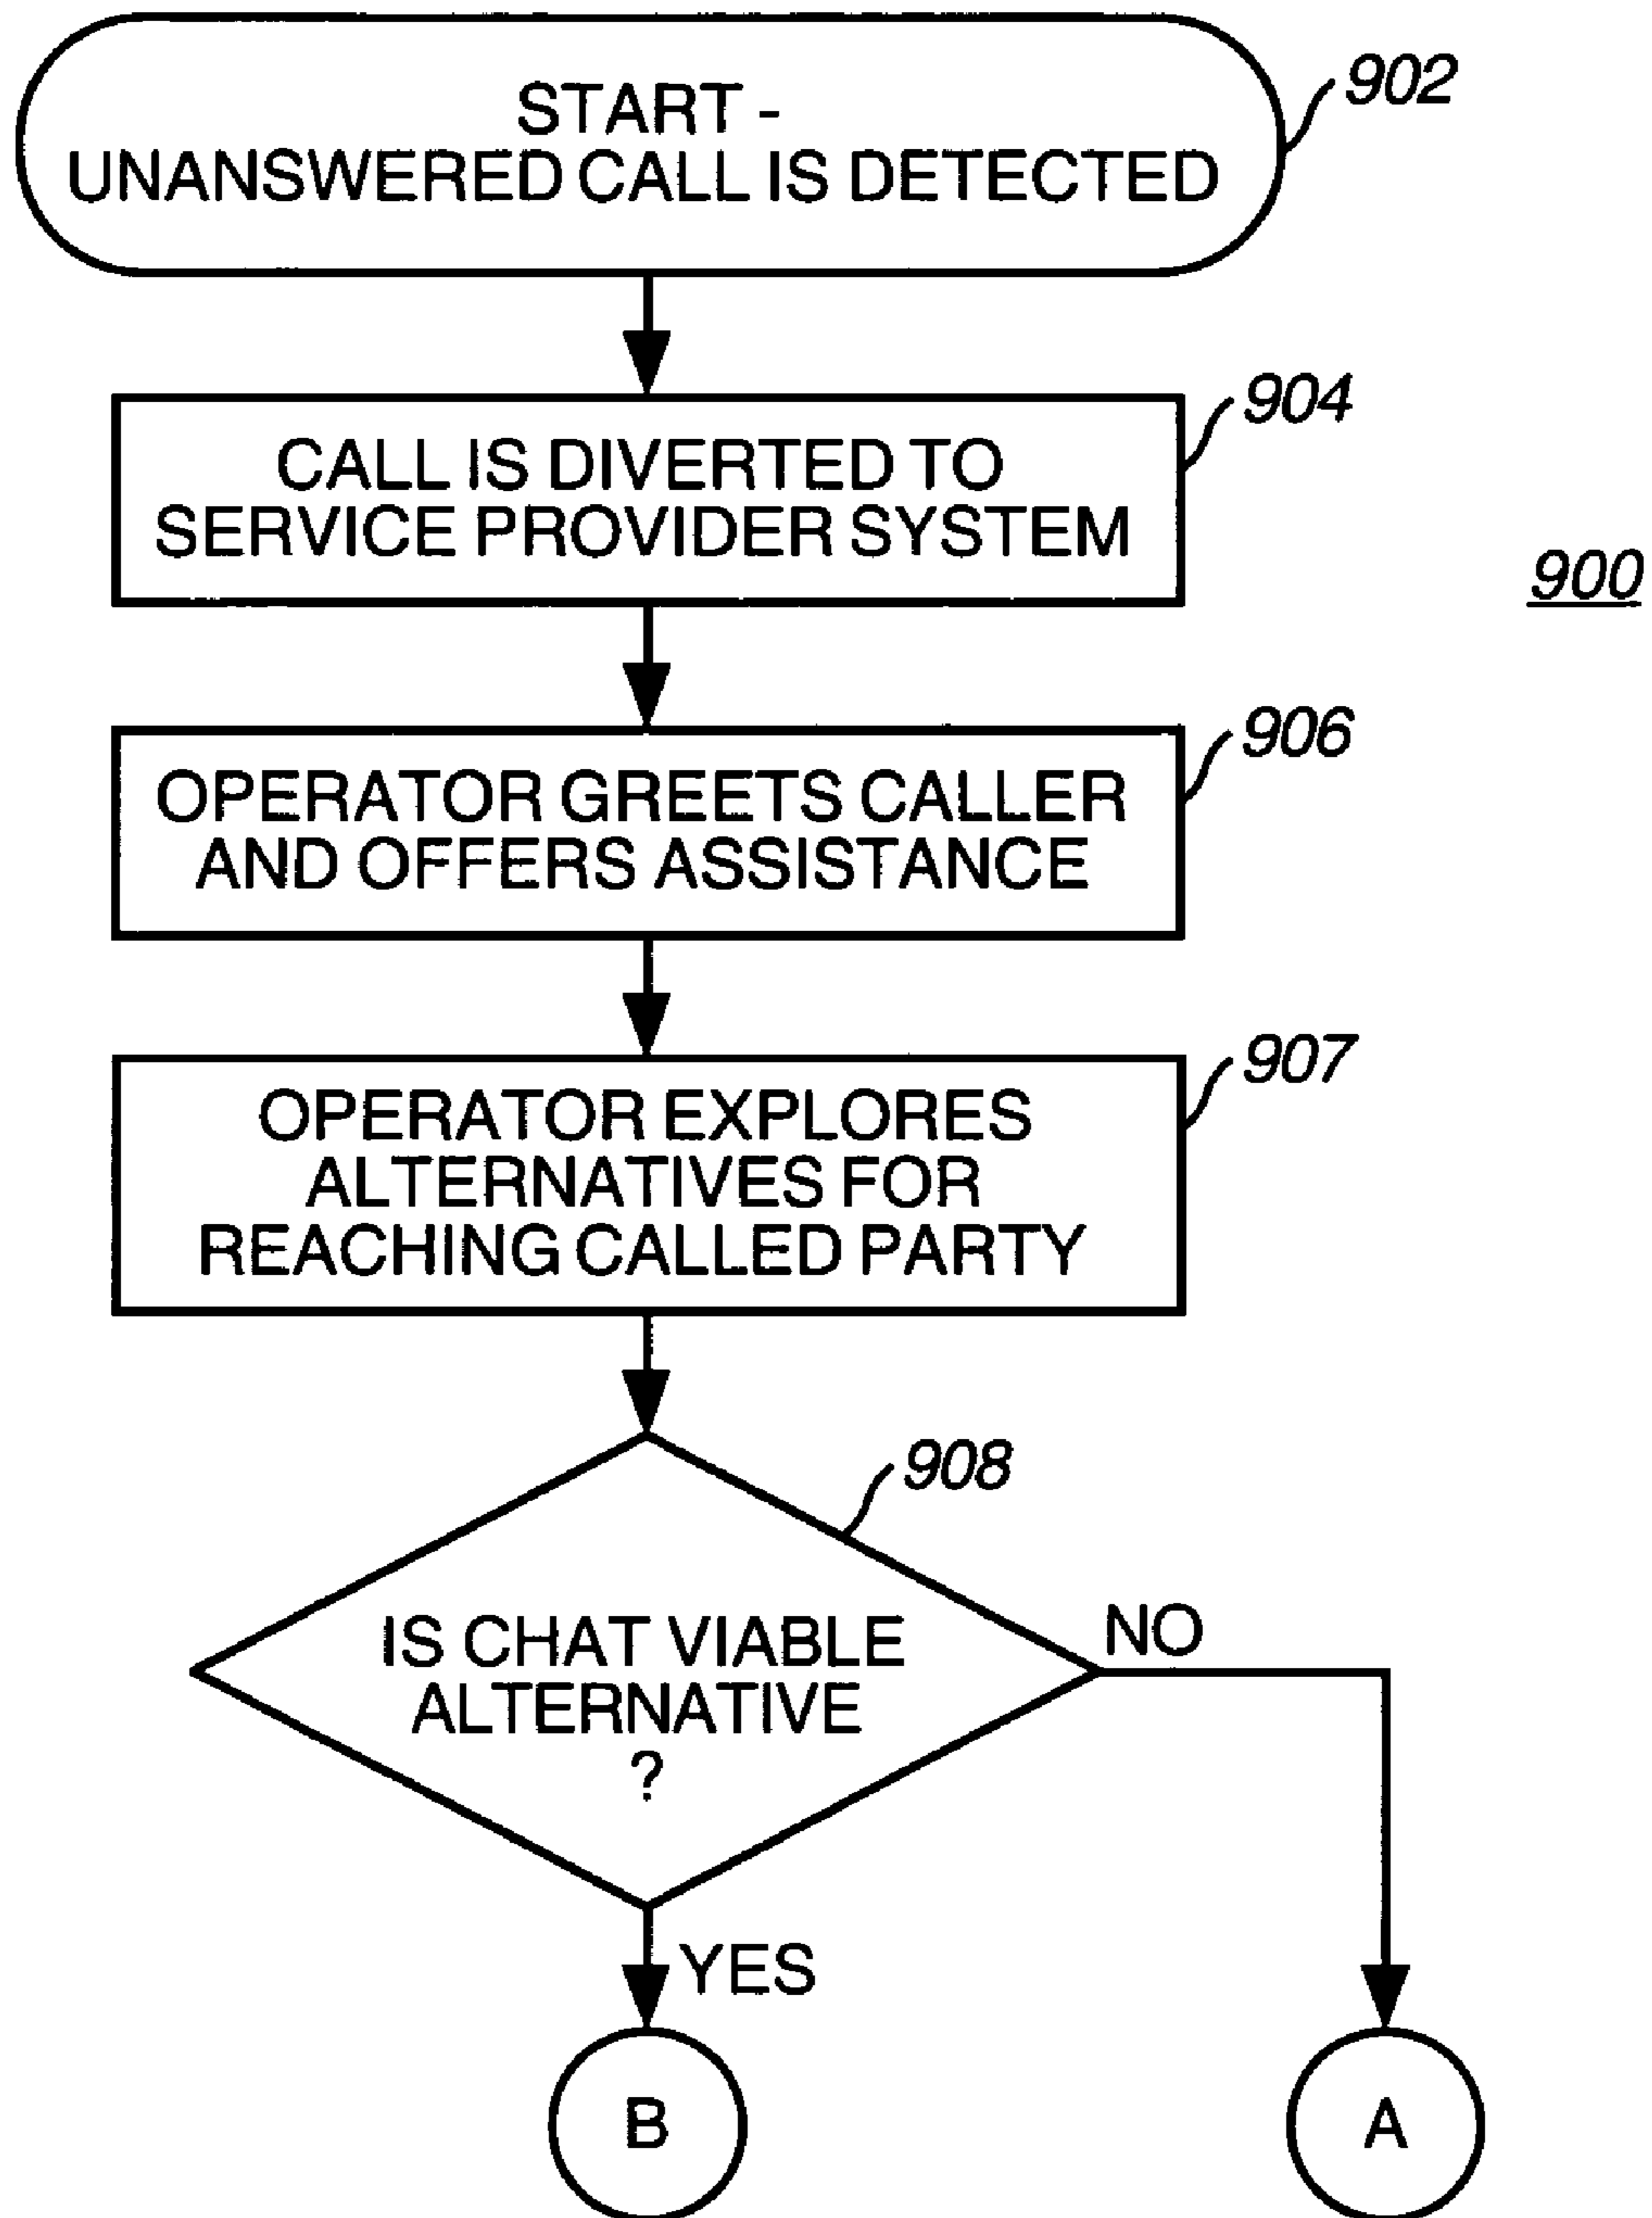 START -
UNANSWERED CALL IS DETECTED
902
CALL IS DIVERTED TO
SERVICE PROVIDER SYSTEM
904
900
OPERATOR GREETS CALLER
AND OFFERS ASSISTANCE
906
OPERATOR EXPLORES
ALTERNATIVES FOR
REACHING CALLED PARTY
907
908
IS CHAT VIABLE
ALTERNATIVE
?
NO
YES
B
A